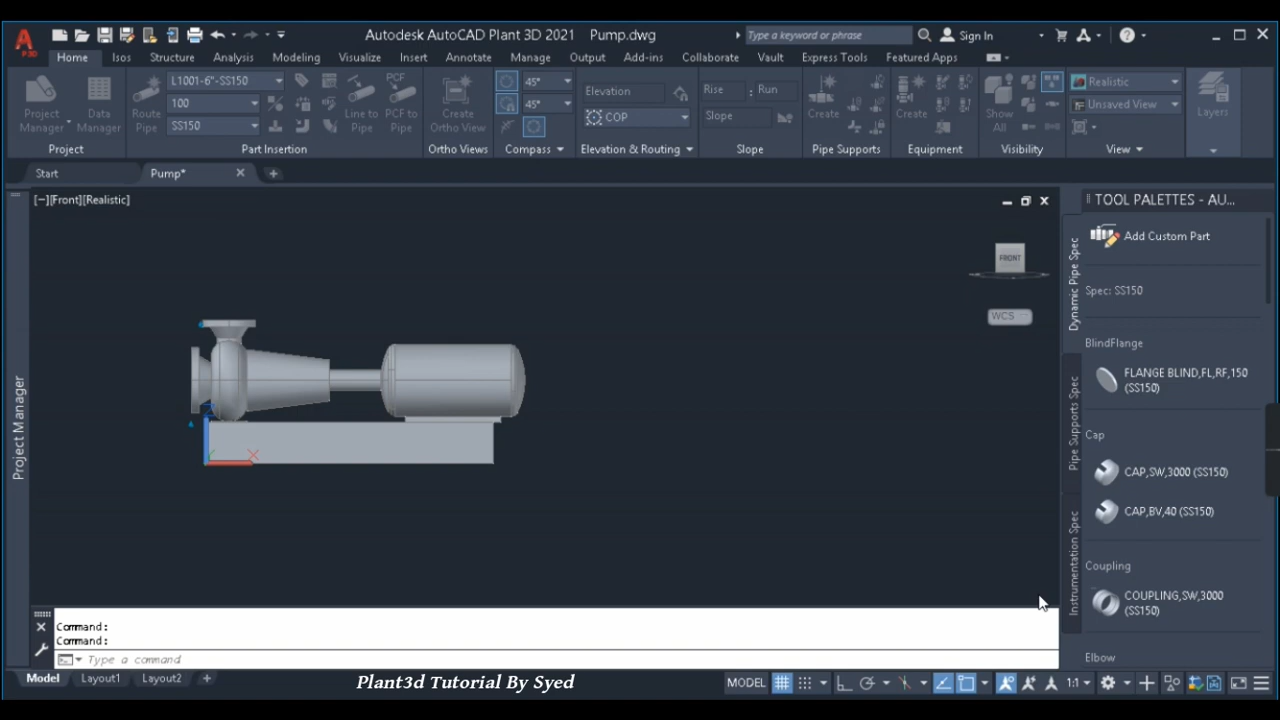 Autodesk AutoCAD Plant 3D 2021 Pump.dwg
Type a keyword or phrase
Sign In
Home Isos Structure Analysis Modeling Visualize Insert Annotate Manage Output Add-ins Collaborate Vault Express Tools Featured Apps
Project Manager
Data Manager
Project
Route Pipe
L1001-6"-SS150
100
SS150
Line to Pipe
PCF to Pipe
PCF
Part Insertion
Create Ortho View
Ortho Views
45°
45°
Compass
Elevation
COP
Elevation & Routing
Rise : Run
Slope
Slope
Create
Pipe Supports
Create
Equipment
Show All
Visibility
Realistic
Unsaved View
View
Layers
Start
Pump*
[−][Front][Realistic]
FRONT
WCS
Project Manager
TOOL PALETTES - AU...
Dynamic Pipe Spec
Pipe Supports Spec
Instrumentation Spec
Add Custom Part
Spec: SS150
BlindFlange
FLANGE BLIND,FL,RF,150
(SS150)
Cap
CAP,SW,3000 (SS150)
CAP,BV,40 (SS150)
Coupling
COUPLING,SW,3000
(SS150)
Elbow
Command:
Command:
Type a command
Model Layout1 Layout2
Plant3d Tutorial By Syed
MODEL
1:1